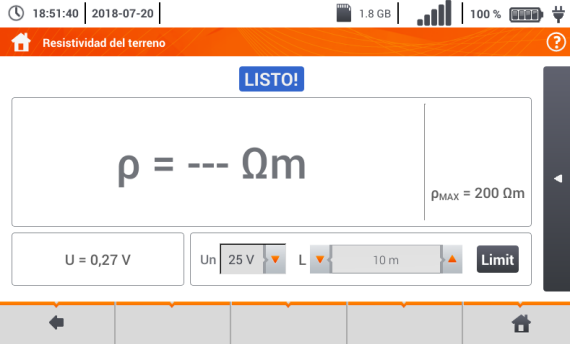 18:51:40 2018-07-20 1.8 GB 100 %
Resistividad del terreno ?
LISTO!
ρ = --- Ωm
ρMAX = 200 Ωm
U = 0,27 V Un 25 V L 10 m Limit